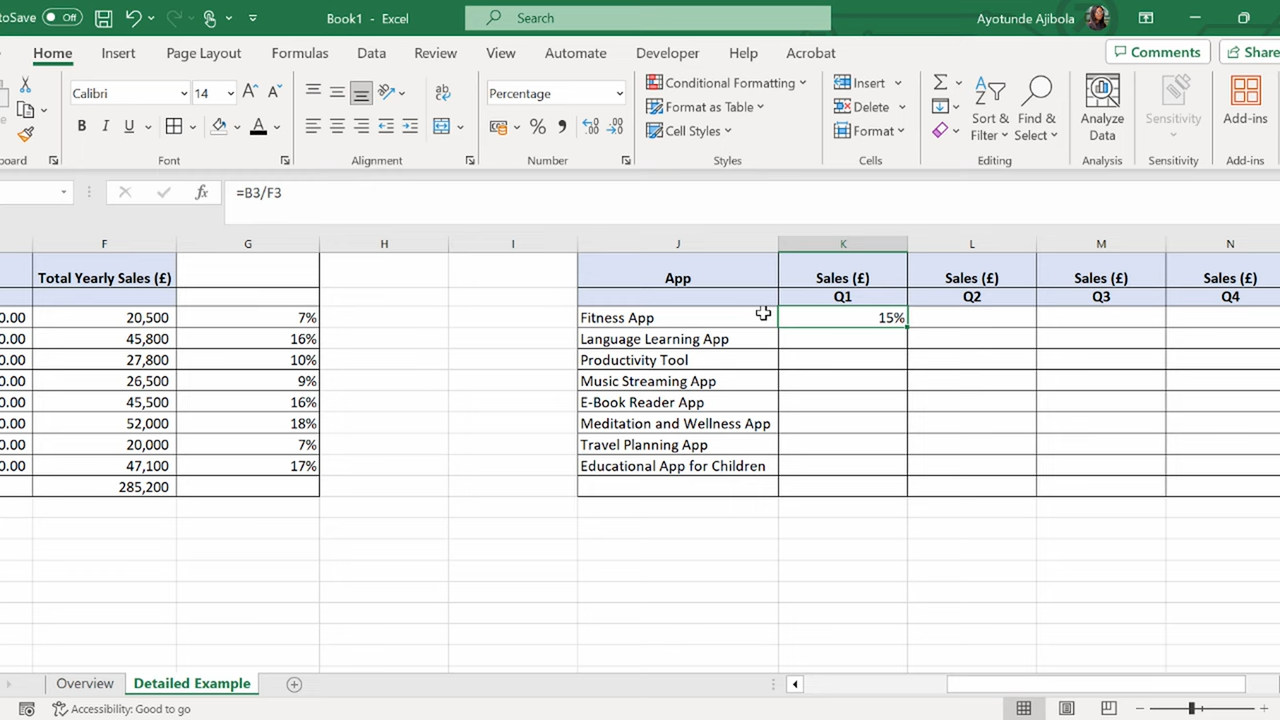 toSave Off Book1 - Excel Search Ayotunde Ajibola
Home Insert Page Layout Formulas Data Review View Automate Developer Help Acrobat Comments Share
Calibri 14 Percentage Conditional Formatting Insert
B I U Format as Table Delete Sort & Find & Analyze Sensitivity Add-ins
Cell Styles Format Filter Select Data
board Font Alignment Number Styles Cells Editing Analysis Sensitivity Add-ins
fx =B3/F3
F G H I J K L M N
Total Yearly Sales (£) App Sales (£) Sales (£) Sales (£) Sales (£)
Q1 Q2 Q3 Q4
0.00 20,500 7% Fitness App 15%
0.00 45,800 16% Language Learning App
0.00 27,800 10% Productivity Tool
0.00 26,500 9% Music Streaming App
0.00 45,500 16% E-Book Reader App
0.00 52,000 18% Meditation and Wellness App
0.00 20,000 7% Travel Planning App
0.00 47,100 17% Educational App for Children
285,200
Overview Detailed Example
Accessibility: Good to go